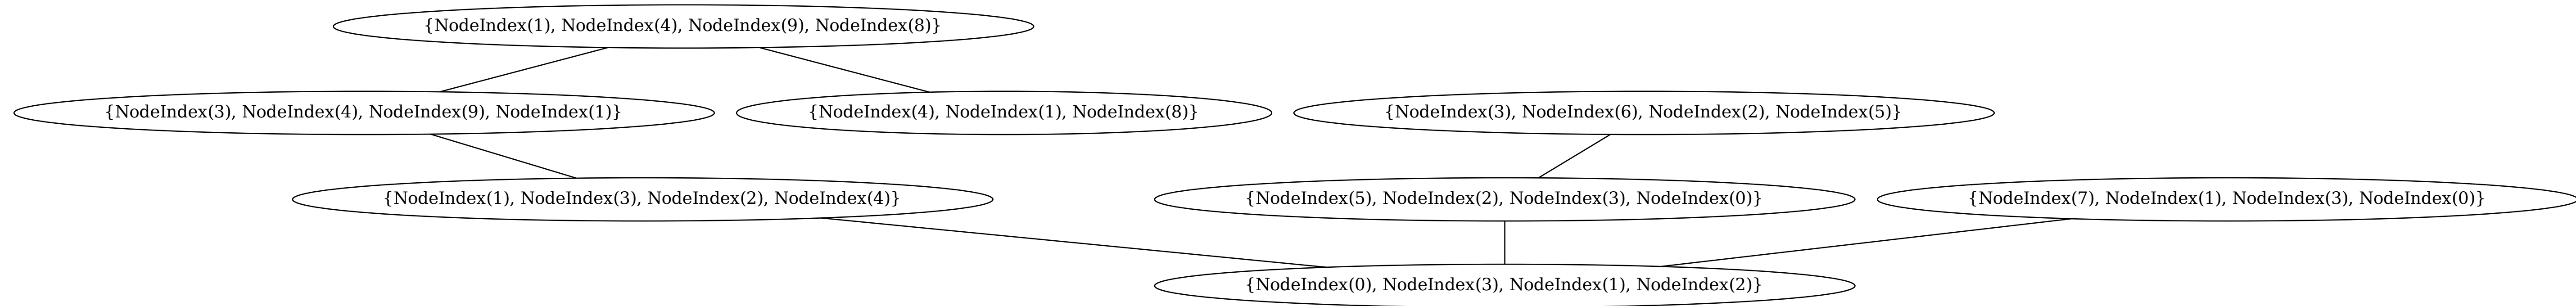 {NodeIndex(1), NodeIndex(4), NodeIndex(9), NodeIndex(8)}
{NodeIndex(3), NodeIndex(4), NodeIndex(9), NodeIndex(1)}
{NodeIndex(4), NodeIndex(1), NodeIndex(8)}
{NodeIndex(3), NodeIndex(6), NodeIndex(2), NodeIndex(5)}
{NodeIndex(1), NodeIndex(3), NodeIndex(2), NodeIndex(4)}
{NodeIndex(5), NodeIndex(2), NodeIndex(3), NodeIndex(0)}
{NodeIndex(7), NodeIndex(1), NodeIndex(3), NodeIndex(0)}
{NodeIndex(0), NodeIndex(3), NodeIndex(1), NodeIndex(2)}